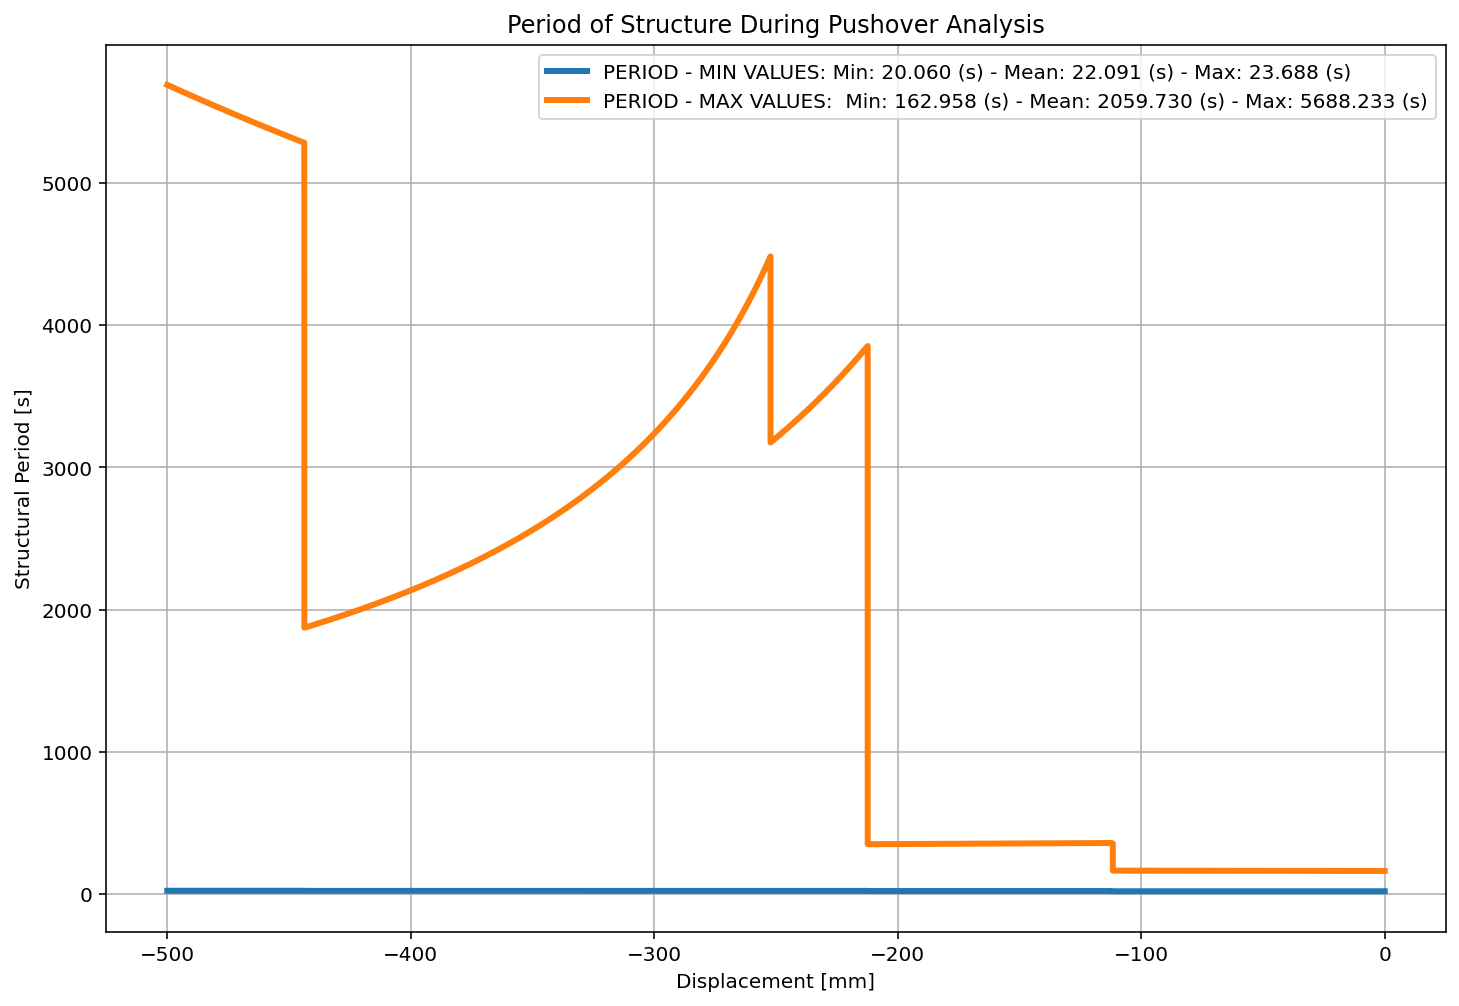 Period of Structure During Pushover Analysis
PERIOD - MIN VALUES: Min: 20.060 (s) - Mean: 22.091 (s) - Max: 23.688 (s)
PERIOD - MAX VALUES:  Min: 162.958 (s) - Mean: 2059.730 (s) - Max: 5688.233 (s)
Structural Period [s]
5000
4000
3000
2000
1000
0
−500 −400 −300 −200 −100 0
Displacement [mm]